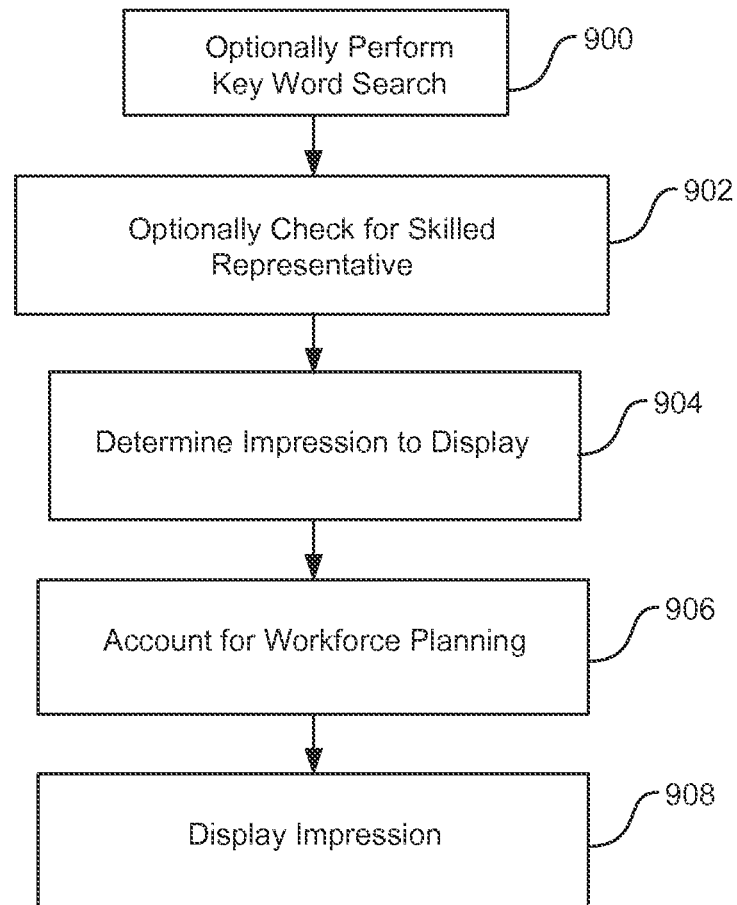 Optionally Perform
Key Word Search
900
Optionally Check for Skilled
Representative
902
Determine Impression to Display
904
Account for Workforce Planning
906
Display Impression
908